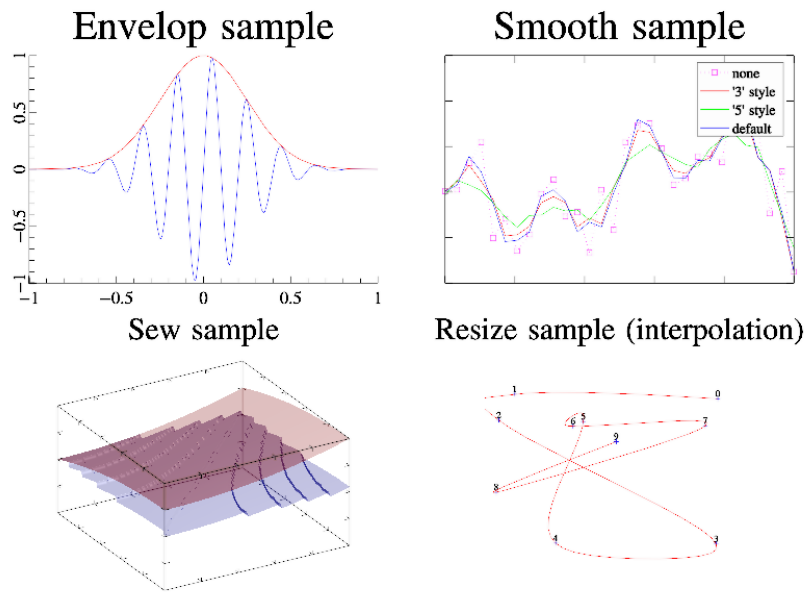 Envelop sample
Smooth sample
1
0.5
0
−0.5
−1
−1
−0.5
0
0.5
1
none
'3' style
'5' style
default
Sew sample
Resize sample (interpolation)
0
1
2
5
6
7
9
8
4
3